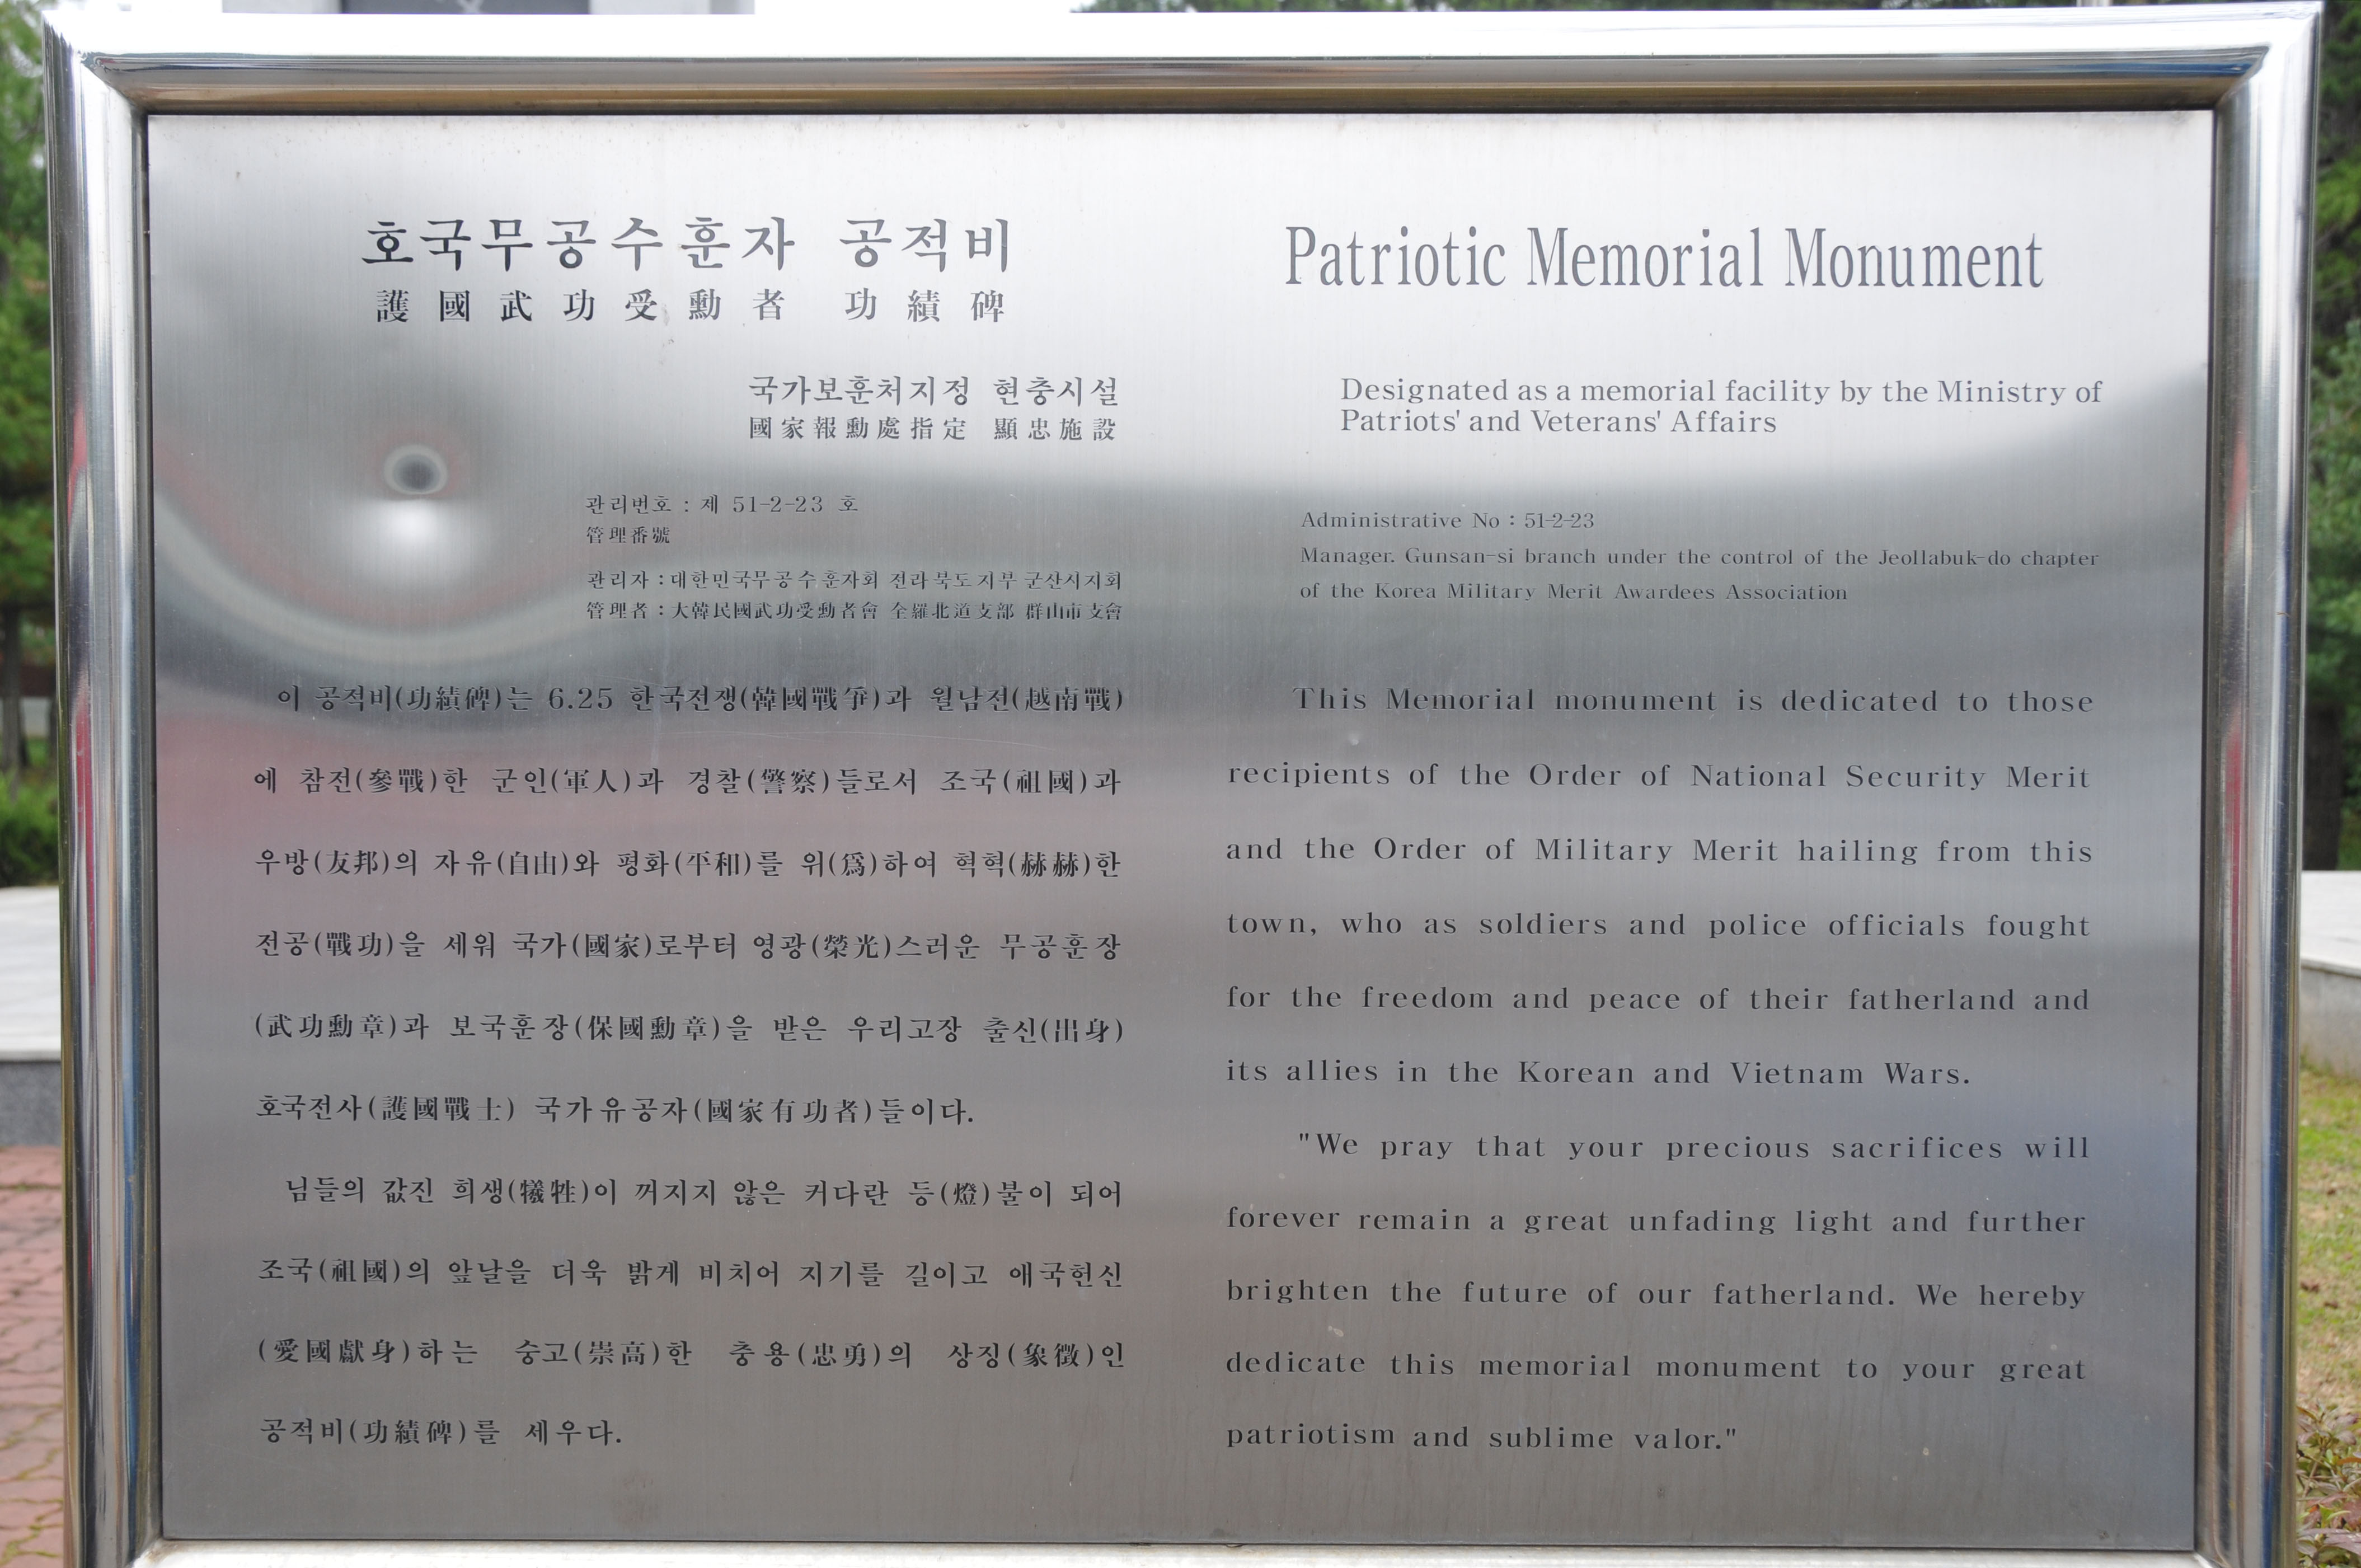 호국무공수훈자 공적비
護國武功受勳者 功績碑
국가보훈처지정 현충시설
國家報勳處指定 顯忠施設
관리번호 : 제 51-2-23 호
管理番號
관리자 : 대한민국무공수훈자회 전라북도지부 군산시지회
管理者 : 大韓民國武功受勳者會 全羅北道支部 群山市支會
이 공적비(功績碑)는 6.25 한국전쟁(韓國戰爭)과 월남전(越南戰)
에 참전(參戰)한 군인(軍人)과 경찰(警察)들로서 조국(祖國)과
우방(友邦)의 자유(自由)와 평화(平和)를 위(爲)하여 혁혁(赫赫)한
전공(戰功)을 세워 국가(國家)로부터 영광(榮光)스러운 무공훈장
(武功勳章)과 보국훈장(保國勳章)을 받은 우리고장 출신(出身)
호국전사(護國戰士) 국가유공자(國家有功者)들이다.
님들의 값진 희생(犧牲)이 꺼지지 않은 커다란 등(燈)불이 되어
조국(祖國)의 앞날을 더욱 밝게 비치어 지기를 길이고 애국헌신
(愛國獻身)하는 숭고(崇高)한 충용(忠勇)의 상징(象徵)인
공적비(功績碑)를 세우다.
Patriotic Memorial Monument
Designated as a memorial facility by the Ministry of
Patriots' and Veterans' Affairs
Administrative No : 51-2-23
Manager. Gunsan-si branch under the control of the Jeollabuk-do chapter
of the Korea Military Merit Awardees Association
This Memorial monument is dedicated to those
recipients of the Order of National Security Merit
and the Order of Military Merit hailing from this
town, who as soldiers and police officials fought
for the freedom and peace of their fatherland and
its allies in the Korean and Vietnam Wars.
"We pray that your precious sacrifices will
forever remain a great unfading light and further
brighten the future of our fatherland. We hereby
dedicate this memorial monument to your great
patriotism and sublime valor."